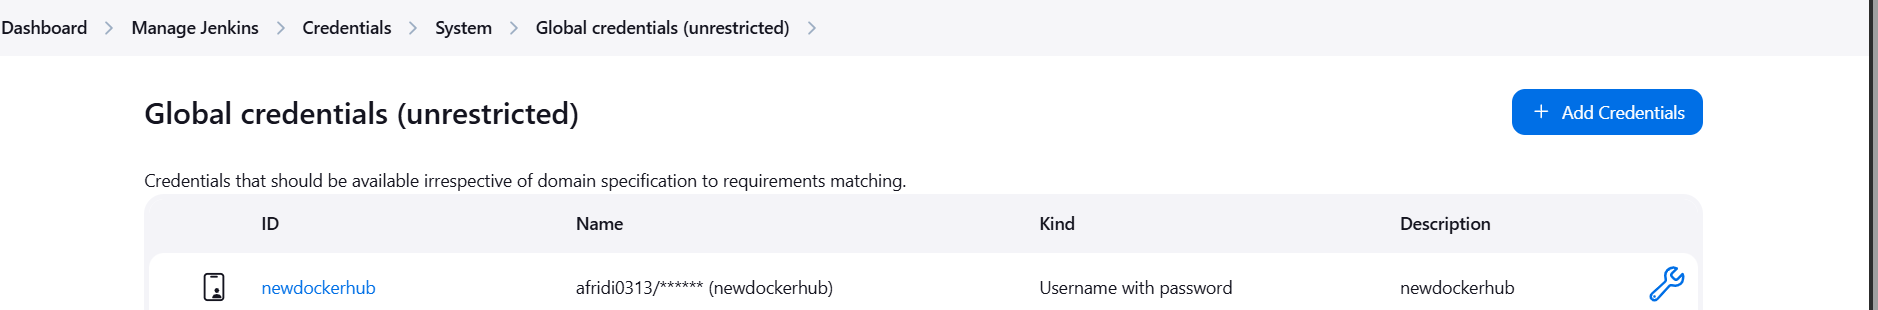 Dashboard > Manage Jenkins > Credentials > System > Global credentials (unrestricted) >
Global credentials (unrestricted)
+ Add Credentials
Credentials that should be available irrespective of domain specification to requirements matching.
ID Name Kind Description
newdockerhub afridi0313/****** (newdockerhub) Username with password newdockerhub